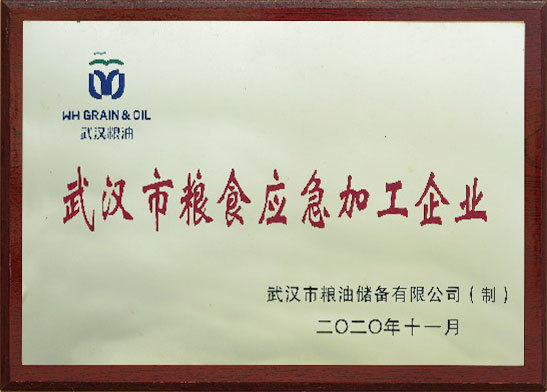 WH GRAIN & OIL
武汉粮油
武汉市粮食应急加工企业
武汉市粮油储备有限公司（制）
二〇二〇年十一月